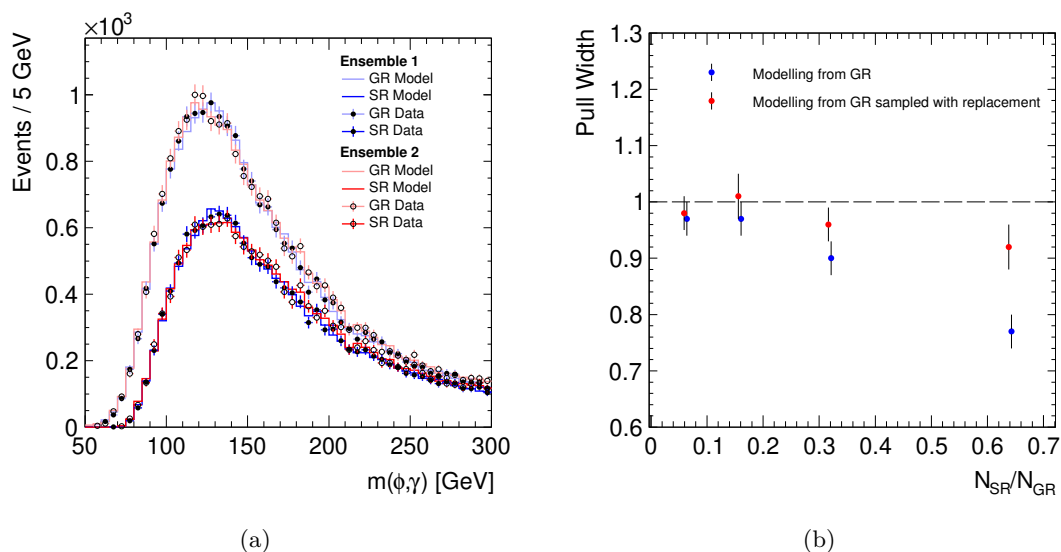 ×10³
Events / 5 GeV
1
0.8
0.6
0.4
0.2
0
50 100 150 200 250 300
m(ϕ,γ) [GeV]
Ensemble 1
GR Model
SR Model
GR Data
SR Data
Ensemble 2
GR Model
SR Model
GR Data
SR Data
(a)
Pull Width
1.3
1.2
1.1
1
0.9
0.8
0.7
0.6
0 0.1 0.2 0.3 0.4 0.5 0.6 0.7
N_SR/N_GR
Modelling from GR
Modelling from GR sampled with replacement
(b)